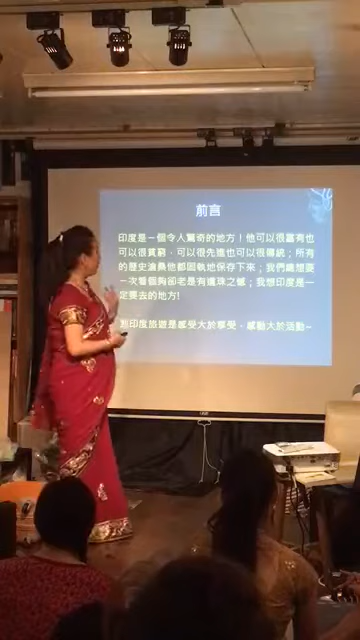 前言
印度是一個令人驚奇的地方！他可以很富有也
可以很貧窮，可以很先進也可以很傳統；所有
的歷史滄桑他都固執地保存下來；我們總想要
一次看個夠卻老是有遺珠之憾；我想印度是一
定要去的地方!
到印度旅遊是感受大於享受，感動大於活動~